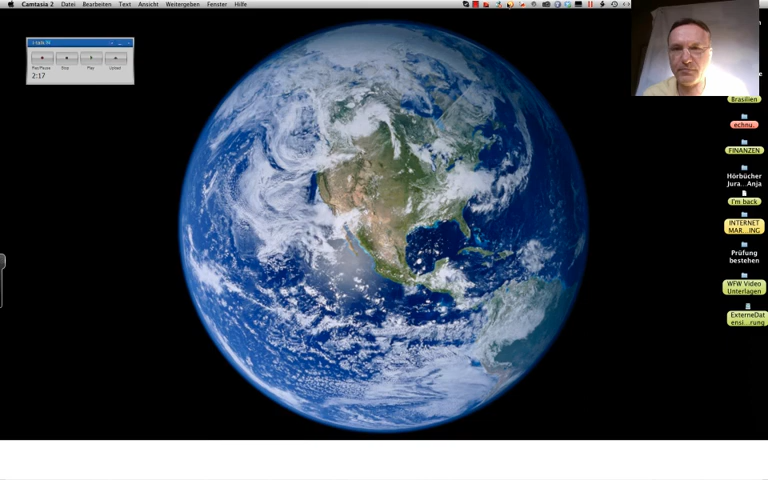 Camtasia 2 Datei Bearbeiten Text Ansicht Weitergeben Fenster Hilfe
Play/Pause Stop Play Upload
2:17
Brasilien
echnu..
FINANZEN
Hörbücher
Jura...Anja
I'm back
INTERNET
MAR...ING
Prüfung
bestehen
WFW Video
Unterlagen
ExterneDat
ensi...rung